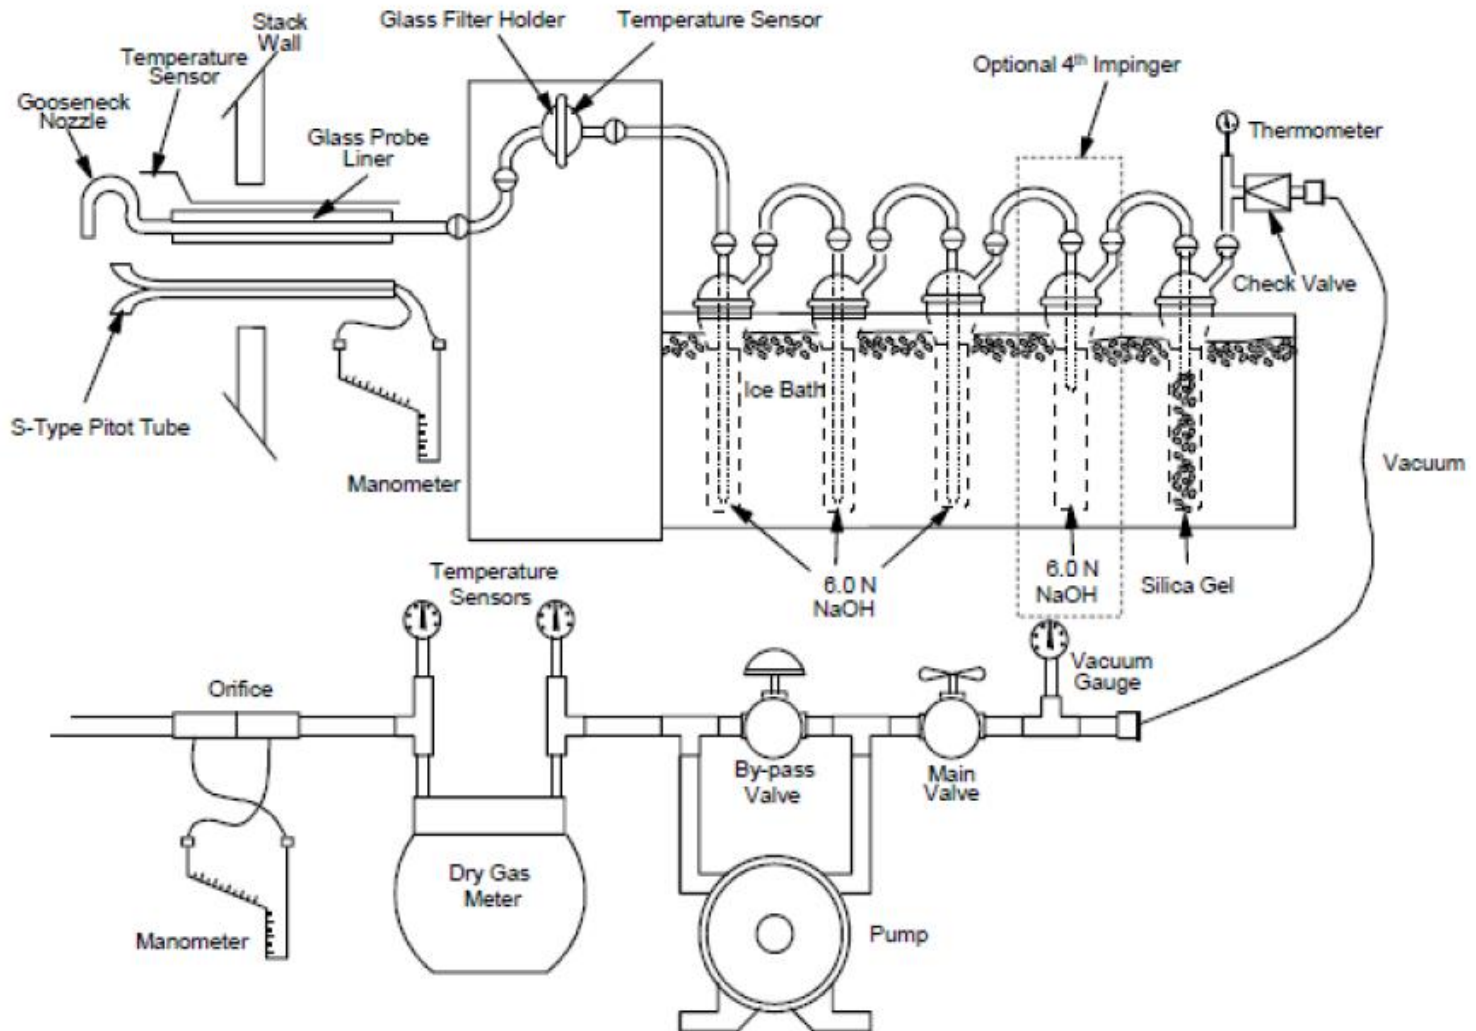 Stack
Wall
Glass Filter Holder
Temperature Sensor
Temperature
Sensor
Optional 4th Impinger
Gooseneck
Nozzle
Glass Probe
Liner
Thermometer
Check Valve
Ice Bath
S-Type Pitot Tube
Manometer
Vacuum
6.0 N
NaOH
6.0 N
NaOH
Silica Gel
Temperature
Sensors
Vacuum
Gauge
Orifice
By-pass
Valve
Main
Valve
Dry Gas
Meter
Manometer
Pump